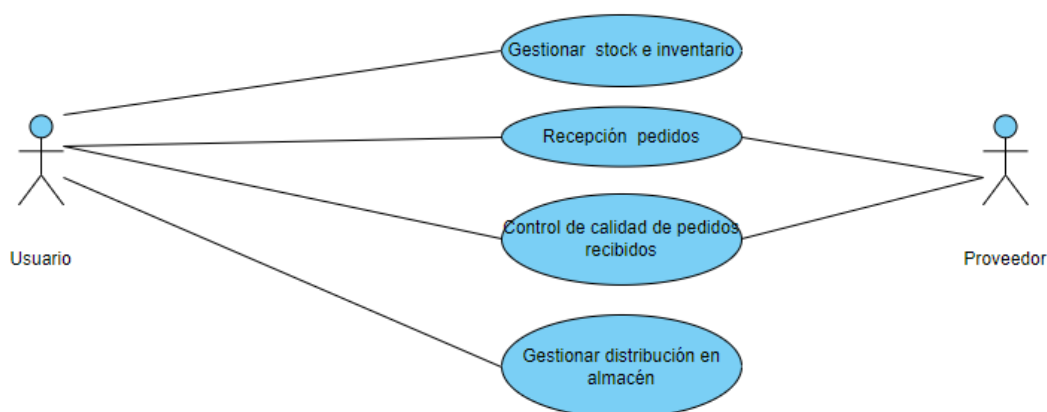 Gestionar stock e inventario
Recepción pedidos
Control de calidad de pedidos
recibidos
Usuario
Proveedor
Gestionar distribución en
almacén